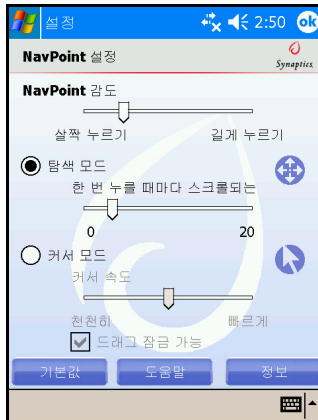 설정 2:50 ok
NavPoint 설정
Synaptics
NavPoint 감도
살짝 누르기 길게 누르기
탐색 모드
한 번 누를 때마다 스크롤되는
0 20
커서 모드
커서 속도
천천히 빠르게
드래그 잠금 가능
기본값 도움말 정보